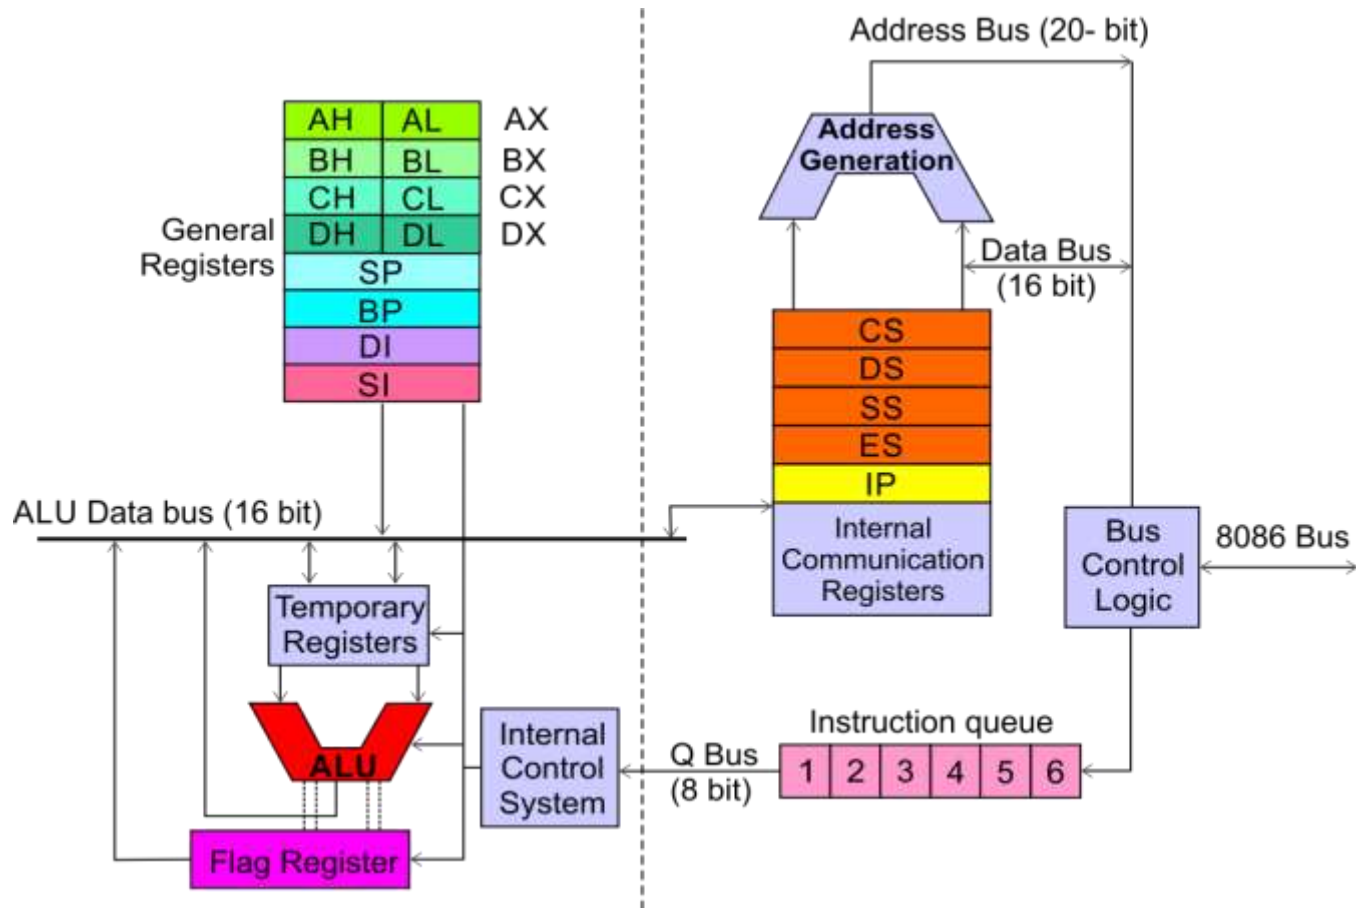 Address Bus (20- bit)
AH AL AX
BH BL BX
CH CL CX
DH DL DX
General
Registers
SP
BP
DI
SI
Address
Generation
Data Bus
(16 bit)
CS
DS
SS
ES
IP
Internal
Communication
Registers
ALU Data bus (16 bit)
Bus
Control
Logic
8086 Bus
Temporary
Registers
ALU
Internal
Control
System
Flag Register
Q Bus
(8 bit)
Instruction queue
1 2 3 4 5 6